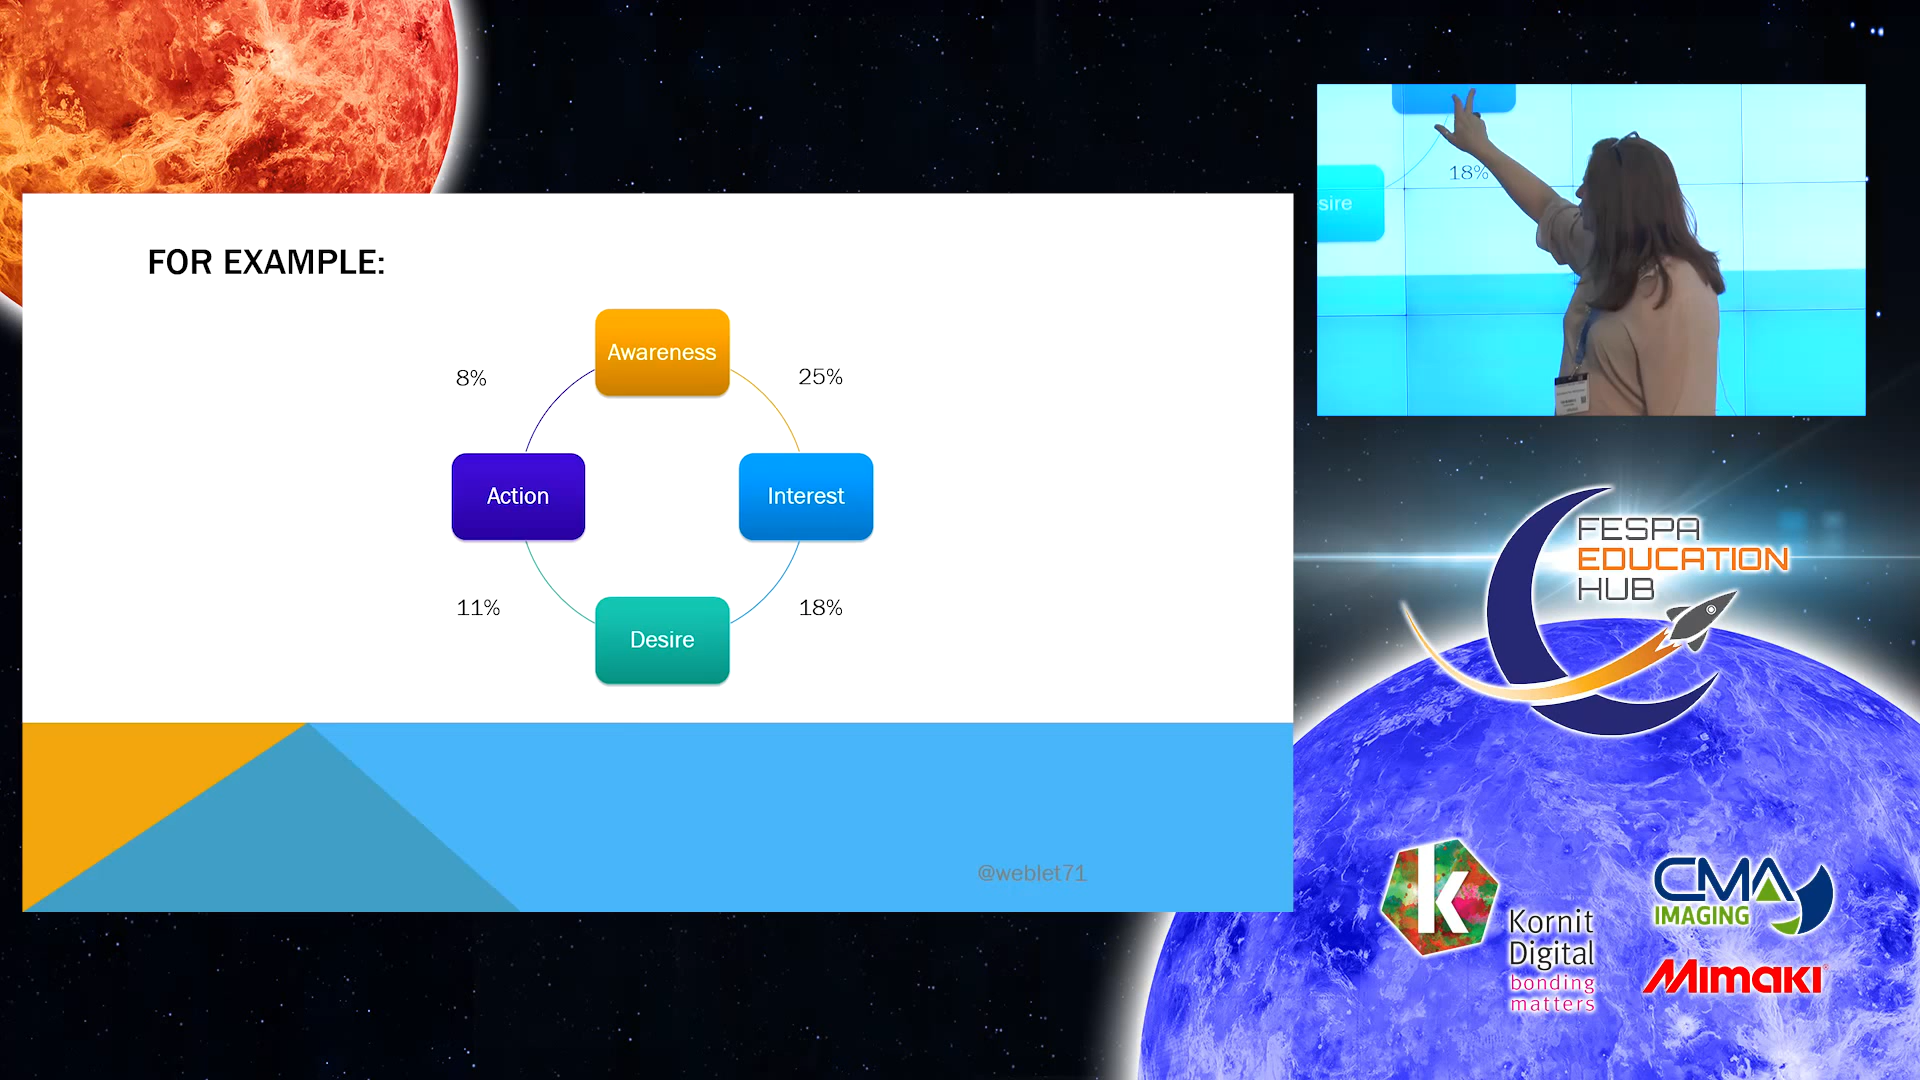 FOR EXAMPLE:
Awareness
8%
25%
Action
Interest
11%
18%
Desire
@weblet71
18%
sire
FESPA
EDUCATION
HUB
Kornit
Digital
bonding
matters
CMA
IMAGING
Mimaki